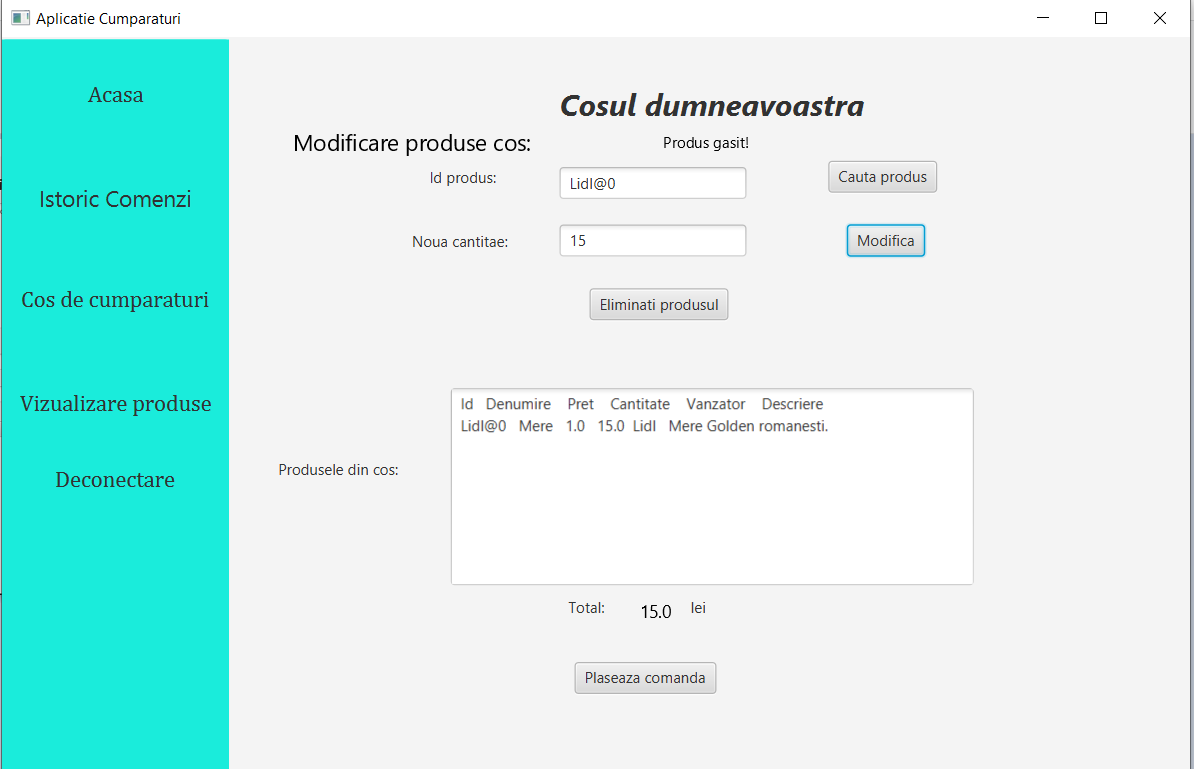 Aplicatie Cumparaturi
Acasa
Istoric Comenzi
Cos de cumparaturi
Vizualizare produse
Deconectare
Cosul dumneavoastra
Modificare produse cos:
Produs gasit!
Id produs:
Lidl@0
Cauta produs
Noua cantitae:
15
Modifica
Eliminati produsul
Produsele din cos:
Id Denumire Pret Cantitate Vanzator Descriere
Lidl@0 Mere 1.0 15.0 Lidl Mere Golden romanesti.
Total: 15.0 lei
Plaseaza comanda